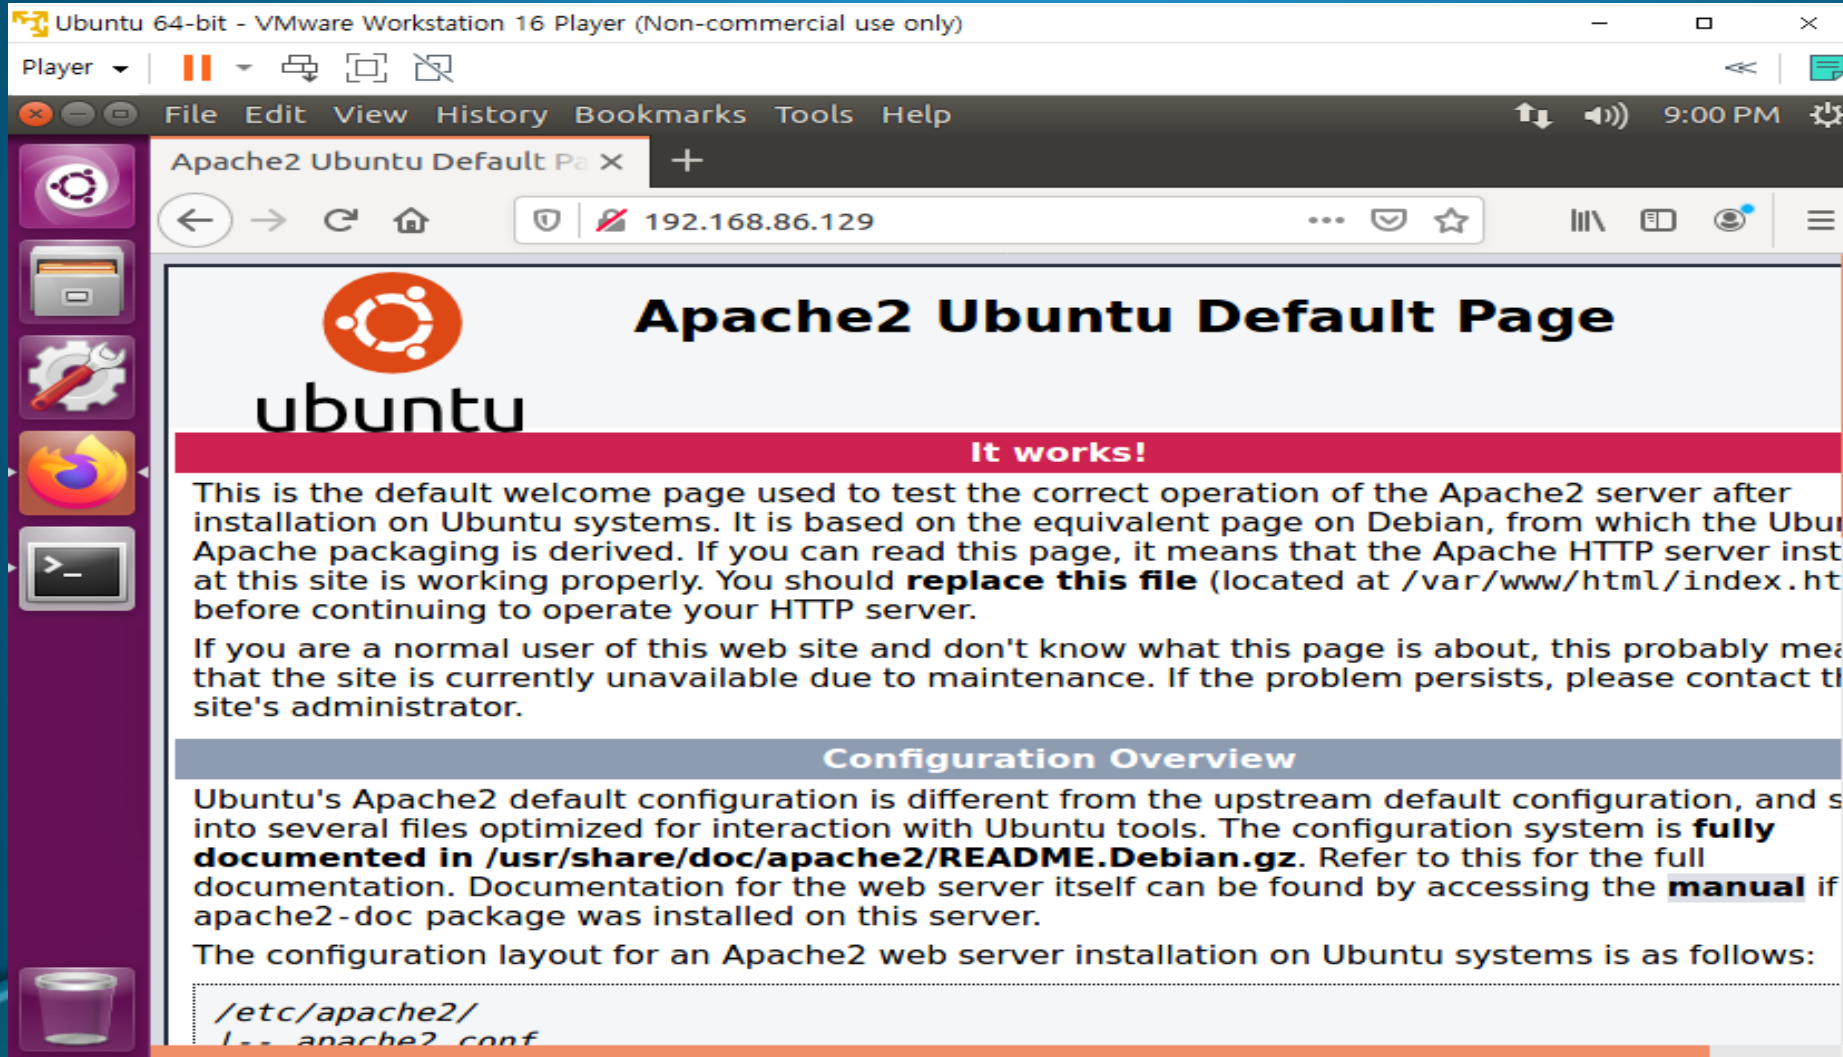 Ubuntu 64-bit - VMware Workstation 16 Player (Non-commercial use only)
Player
File Edit View History Bookmarks Tools Help 9:00 PM
Apache2 Ubuntu Default
192.168.86.129
Apache2 Ubuntu Default Page
ubuntu
It works!
This is the default welcome page used to test the correct operation of the Apache2 server after
installation on Ubuntu systems. It is based on the equivalent page on Debian, from which the
Apache packaging is derived. If you can read this page, it means that the Apache HTTP server
at this site is working properly. You should replace this file (located at /var/www/html/index.ht
before continuing to operate your HTTP server.
If you are a normal user of this web site and don't know what this page is about, this probably
that the site is currently unavailable due to maintenance. If the problem persists, please contact
site's administrator.
Configuration Overview
Ubuntu's Apache2 default configuration is different from the upstream default configuration, and
into several files optimized for interaction with Ubuntu tools. The configuration system is fully
documented in /usr/share/doc/apache2/README.Debian.gz. Refer to this for the full
documentation. Documentation for the web server itself can be found by accessing the manual if
apache2-doc package was installed on this server.
The configuration layout for an Apache2 web server installation on Ubuntu systems is as follows:
/etc/apache2/
|-- apache2.conf